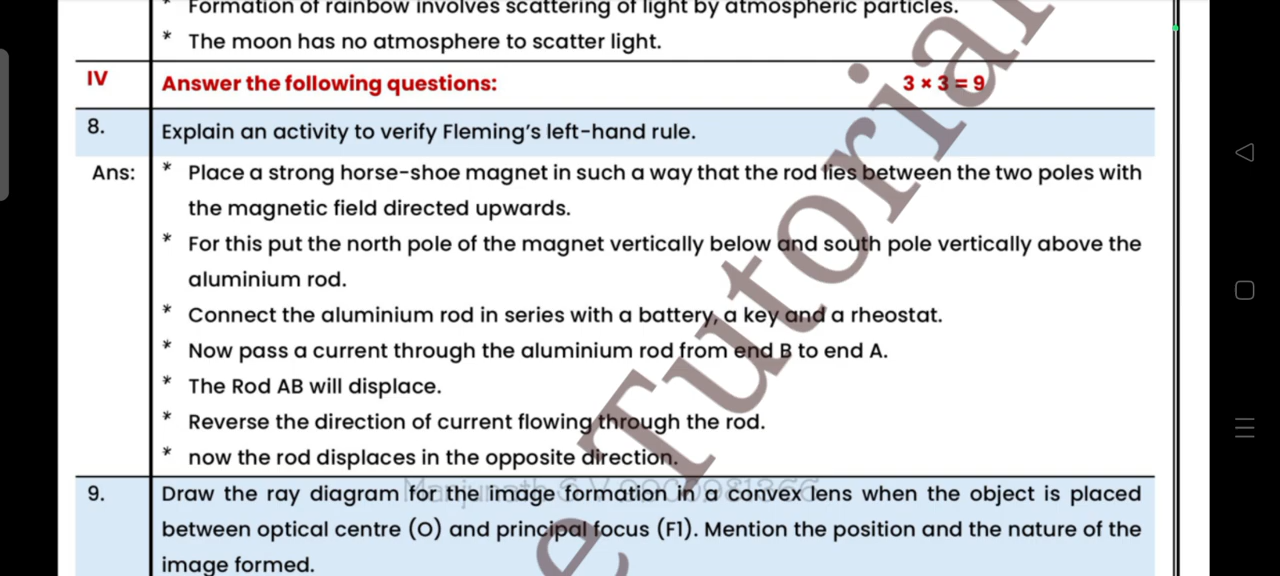 * Formation of rainbow involves scattering of light by atmospheric particles.
* The moon has no atmosphere to scatter light.
IV Answer the following questions: 3 × 3 = 9
8. Explain an activity to verify Fleming's left-hand rule.
Ans: * Place a strong horse-shoe magnet in such a way that the rod lies between the two poles with
the magnetic field directed upwards.
* For this put the north pole of the magnet vertically below and south pole vertically above the
aluminium rod.
* Connect the aluminium rod in series with a battery, a key and a rheostat.
* Now pass a current through the aluminium rod from end B to end A.
* The Rod AB will displace.
* Reverse the direction of current flowing through the rod.
* now the rod displaces in the opposite direction.
9. Draw the ray diagram for the image formation in a convex lens when the object is placed
between optical centre (O) and principal focus (F1). Mention the position and the nature of the
image formed.
e Tutorial